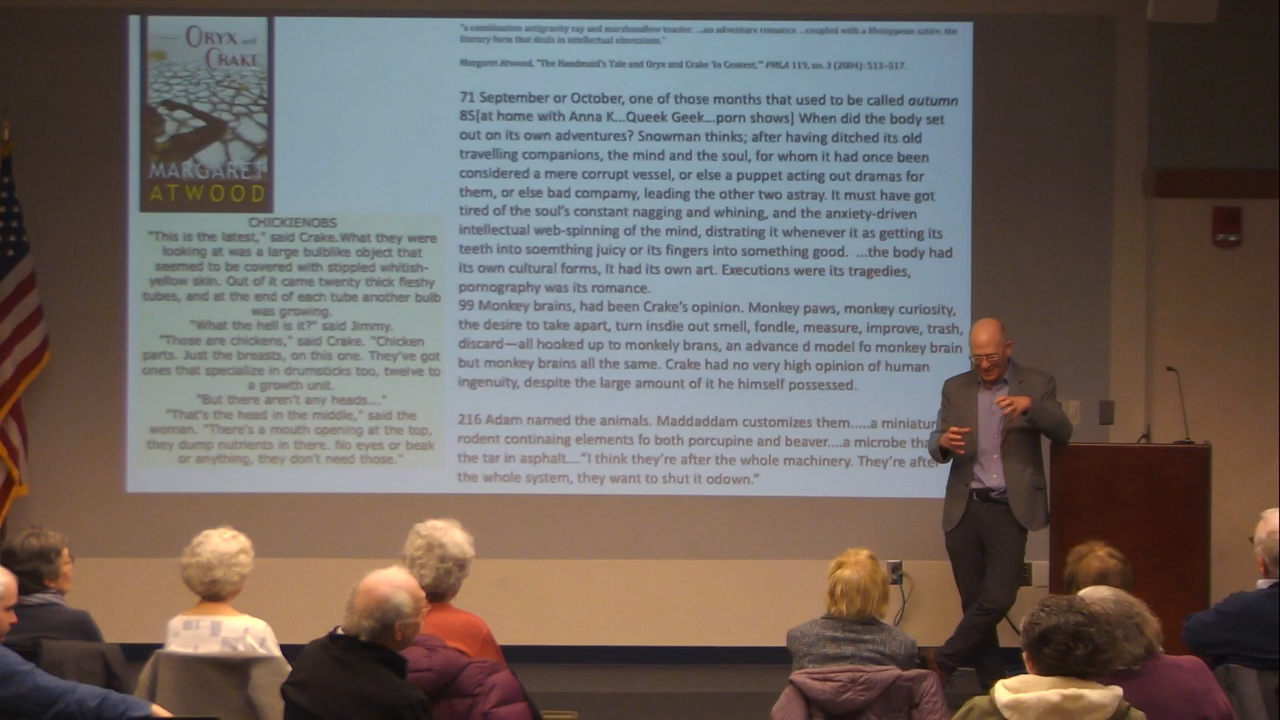 ORYX and
CRAKE
MARGARET
ATWOOD
CHICKIENOBS
"This is the latest," said Crake. What they were
looking at was a large bulblike object that
seemed to be covered with stippled whitish-
yellow skin. Out of it came twenty thick fleshy
tubes, and at the end of each tube another bulb
was growing.
"What the hell is it?" said Jimmy.
"Those are chickens," said Crake. "Chicken
parts. Just the breasts, on this one. They've got
ones that specialize in drumsticks too, twelve to
a growth unit.
"But there aren't any heads...."
"That's the head in the middle," said the
woman. "There's a mouth opening at the top,
they dump nutrients in there. No eyes or beak
or anything, they don't need those."
"a combination antigravity ray and marshmallow toaster. ...an adventure romance ...coupled with a Menippean satire, the
literary form that deals in intellectual obsessions."
Margaret Atwood, "The Handmaid's Tale and Oryx and Crake 'In Context,'" PMLA 119, no. 3 (2004): 513–517.
71 September or October, one of those months that used to be called autumn
85[at home with Anna K...Queek Geek...porn shows] When did the body set
out on its own adventures? Snowman thinks; after having ditched its old
travelling companions, the mind and the soul, for whom it had once been
considered a mere corrupt vessel, or else a puppet acting out dramas for
them, or else bad compamy, leading the other two astray. It must have got
tired of the soul's constant nagging and whining, and the anxiety-driven
intellectual web-spinning of the mind, distrating it whenever it as getting its
teeth into soemthing juicy or its fingers into something good. ...the body had
its own cultural forms, It had its own art. Executions were its tragedies,
pornography was its romance.
99 Monkey brains, had been Crake's opinion. Monkey paws, monkey curiosity,
the desire to take apart, turn insdie out smell, fondle, measure, improve, trash,
discard—all hooked up to monkely brans, an advance d model fo monkey brain
but monkey brains all the same. Crake had no very high opinion of human
ingenuity, despite the large amount of it he himself possessed.
216 Adam named the animals. Maddaddam customizes them.....a miniatur
rodent continaing elements fo both porcupine and beaver....a microbe tha
the tar in asphalt...."I think they're after the whole machinery. They're after
the whole system, they want to shut it odown."